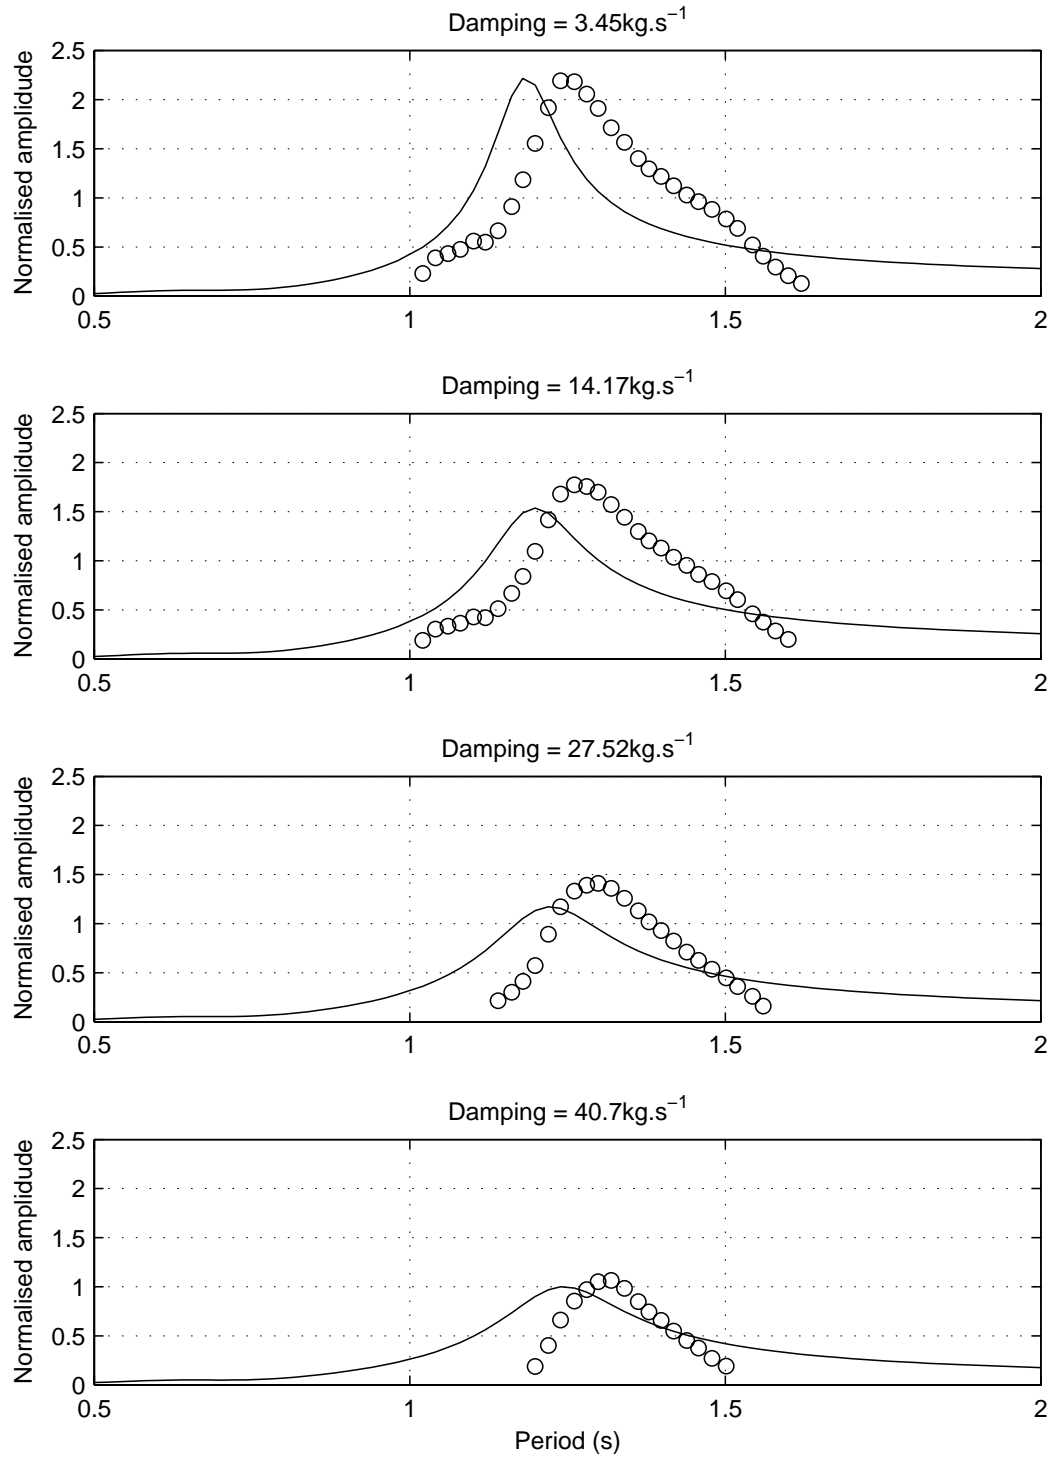 Damping = 3.45kg.s−1
Normalised amplidude
2.5
2
1.5
1
0.5
0
0.5 1 1.5 2
Damping = 14.17kg.s−1
Normalised amplidude
2.5
2
1.5
1
0.5
0
0.5 1 1.5 2
Damping = 27.52kg.s−1
Normalised amplidude
2.5
2
1.5
1
0.5
0
0.5 1 1.5 2
Damping = 40.7kg.s−1
Normalised amplidude
2.5
2
1.5
1
0.5
0
0.5 1 1.5 2
Period (s)